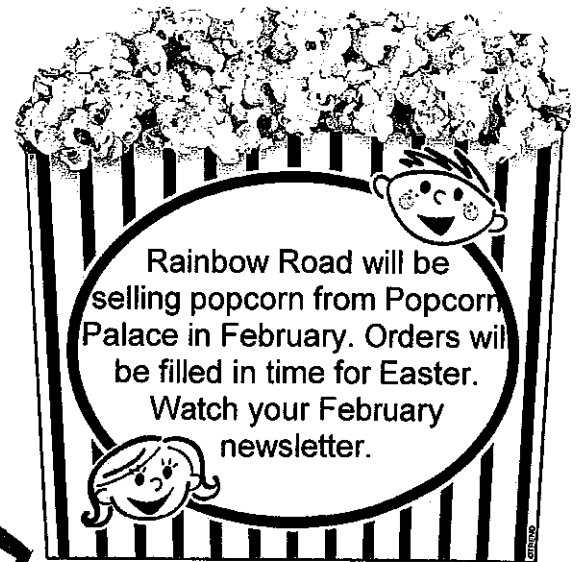 Rainbow Road will be
selling popcorn from Popcorn
Palace in February. Orders will
be filled in time for Easter.
Watch your February
newsletter.
©TREND